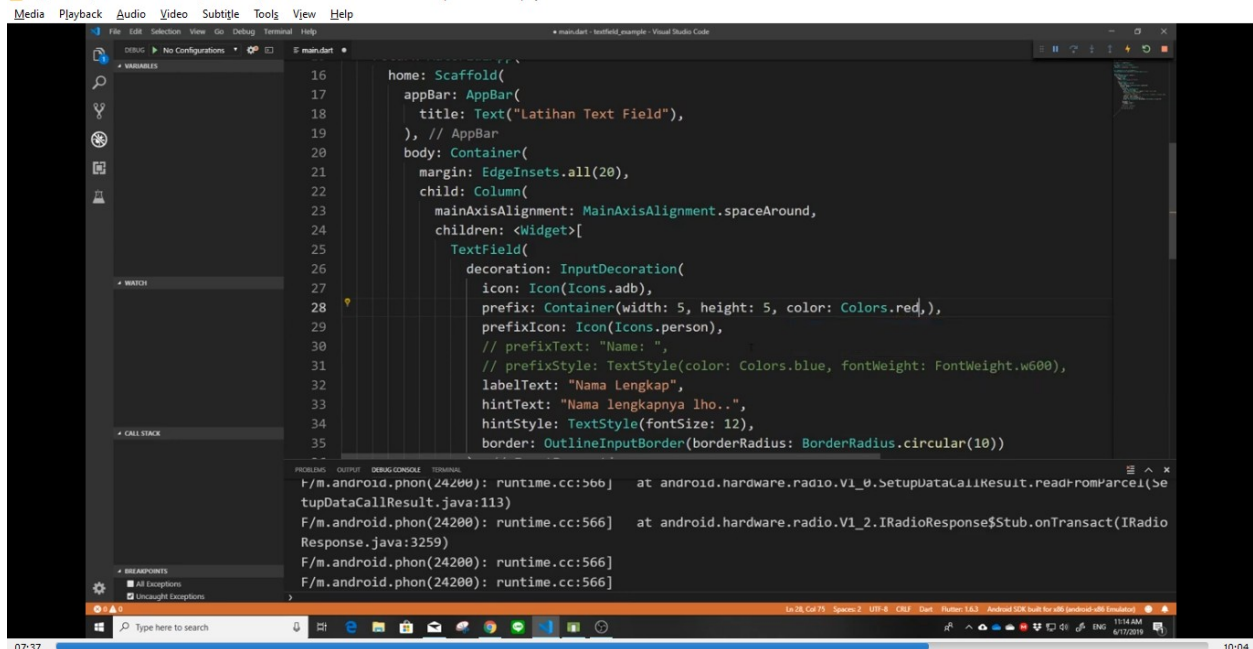 Media Playback Audio Video Subtitle Tools View Help
File Edit Selection View Go Debug Terminal Help
• main.dart - textfield_example - Visual Studio Code
DEBUG No Configurations
main.dart
VARIABLES
16 home: Scaffold(
17 appBar: AppBar(
18 title: Text("Latihan Text Field"),
19 ), // AppBar
20 body: Container(
21 margin: EdgeInsets.all(20),
22 child: Column(
23 mainAxisAlignment: MainAxisAlignment.spaceAround,
24 children: <Widget>[
25 TextField(
26 decoration: InputDecoration(
WATCH
27 icon: Icon(Icons.adb),
28 prefix: Container(width: 5, height: 5, color: Colors.red,),
29 prefixIcon: Icon(Icons.person),
30 // prefixText: "Name: ",
31 // prefixStyle: TextStyle(color: Colors.blue, fontWeight: FontWeight.w600),
32 labelText: "Nama Lengkap",
33 hintText: "Nama lengkapnya lho..",
34 hintStyle: TextStyle(fontSize: 12),
CALL STACK
35 border: OutlineInputBorder(borderRadius: BorderRadius.circular(10))
PROBLEMS OUTPUT DEBUG CONSOLE TERMINAL
F/m.android.phon(24200): runtime.cc:566] at android.hardware.radio.V1_0.SetupDataCallResult.readFromParcel(Se
tupDataCallResult.java:113)
F/m.android.phon(24200): runtime.cc:566] at android.hardware.radio.V1_2.IRadioResponse$Stub.onTransact(IRadio
Response.java:3259)
F/m.android.phon(24200): runtime.cc:566]
F/m.android.phon(24200): runtime.cc:566]
BREAKPOINTS
All Exceptions
Uncaught Exceptions
0 0
Ln 28, Col 75 Spaces: 2 UTF-8 CRLF Dart Flutter: 1.6.3 Android SDK built for x86 (android-x86 Emulator)
Type here to search
ENG
11:14 AM
6/17/2019
07:37
10:04